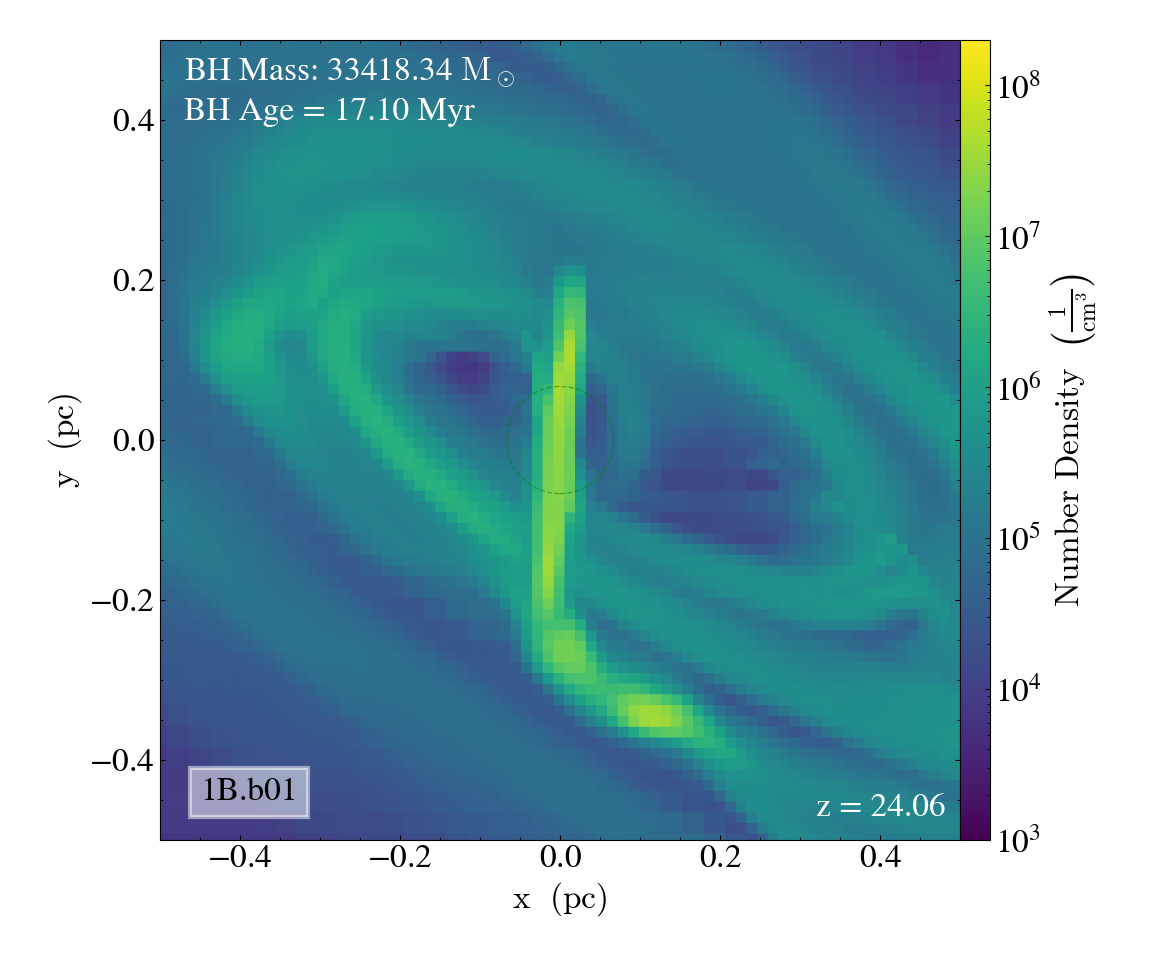 BH Mass: 33418.34 M⊙
BH Age = 17.10 Myr
1B.b01
z = 24.06
0.4
0.2
0.0
−0.2
−0.4
y (pc)
−0.4 −0.2 0.0 0.2 0.4
x (pc)
10⁸
10⁷
10⁶
10⁵
10⁴
10³
Number Density (1/cm³)